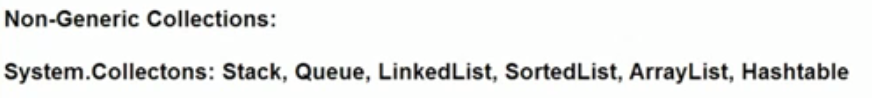 Non-Generic Collections:
System.Collectons: Stack, Queue, LinkedList, SortedList, ArrayList, Hashtable